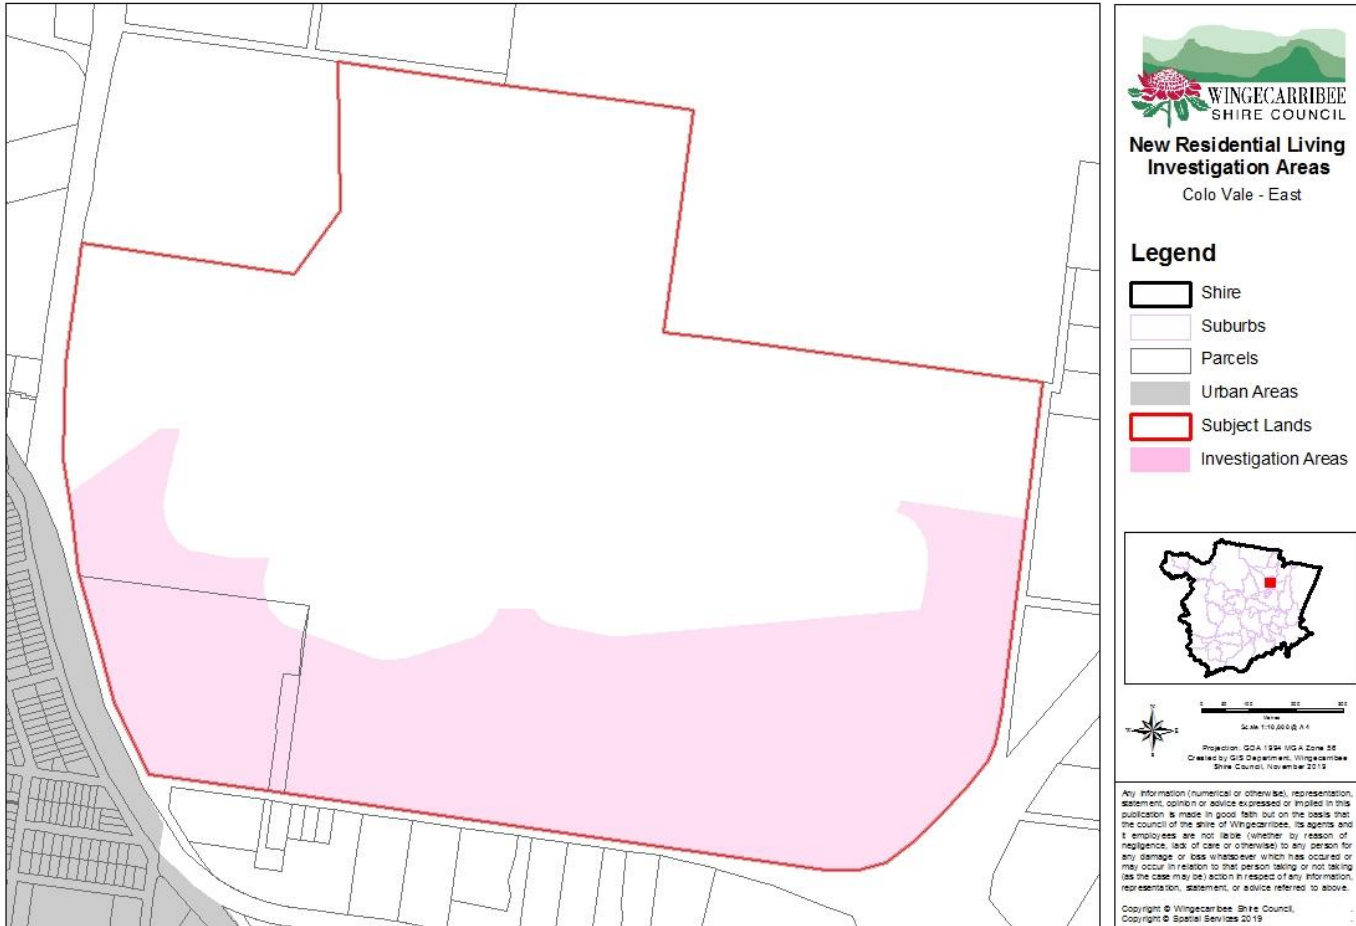 WINGECARRIBEE
SHIRE COUNCIL
New Residential Living
Investigation Areas
Colo Vale - East
Legend
Shire
Suburbs
Parcels
Urban Areas
Subject Lands
Investigation Areas
Scale 1:10,000@ A4
Projection: GDA 1994 MGA Zone 56
Created by GIS Department, Wingecarribee
Shire Council, November 2019
Any information (numerical or otherwise), representation,
statement, opinion or advice expressed or implied in this
publication is made in good faith but on the basis that
the council of the shire of Wingecarribee, its agents and
it employees are not liable (whether by reason of
negligence, lack of care or otherwise) to any person for
any damage or loss whatsoever which has occured or
may occur in relation to that person taking or not taking
(as the case may be) action in respect of any information,
representation, statement, or advice referred to above.
Copyright © Wingecarribee Shire Council,
Copyright © Spatial Services 2019